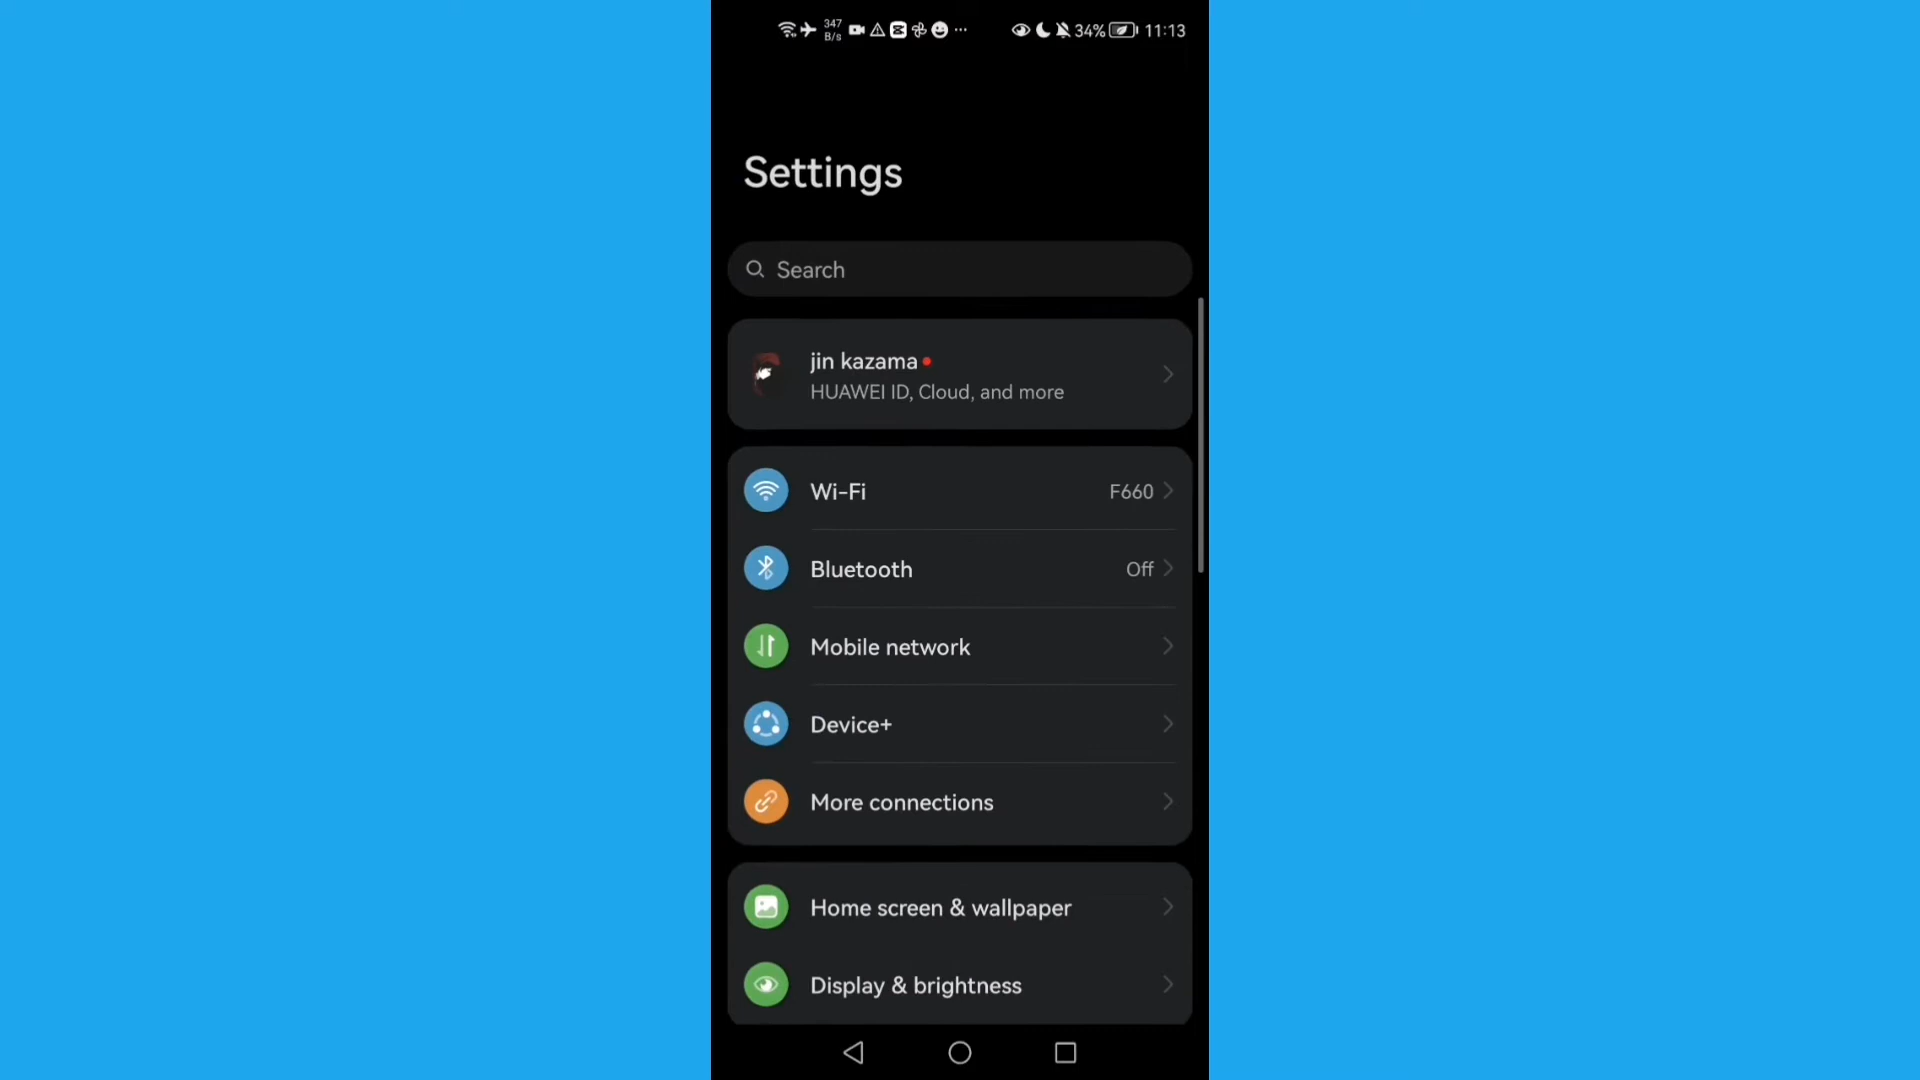 347
B/s
34%
11:13
Settings
Search
jin kazama
HUAWEI ID, Cloud, and more
Wi-Fi
F660
Bluetooth
Off
Mobile network
Device+
More connections
Home screen & wallpaper
Display & brightness